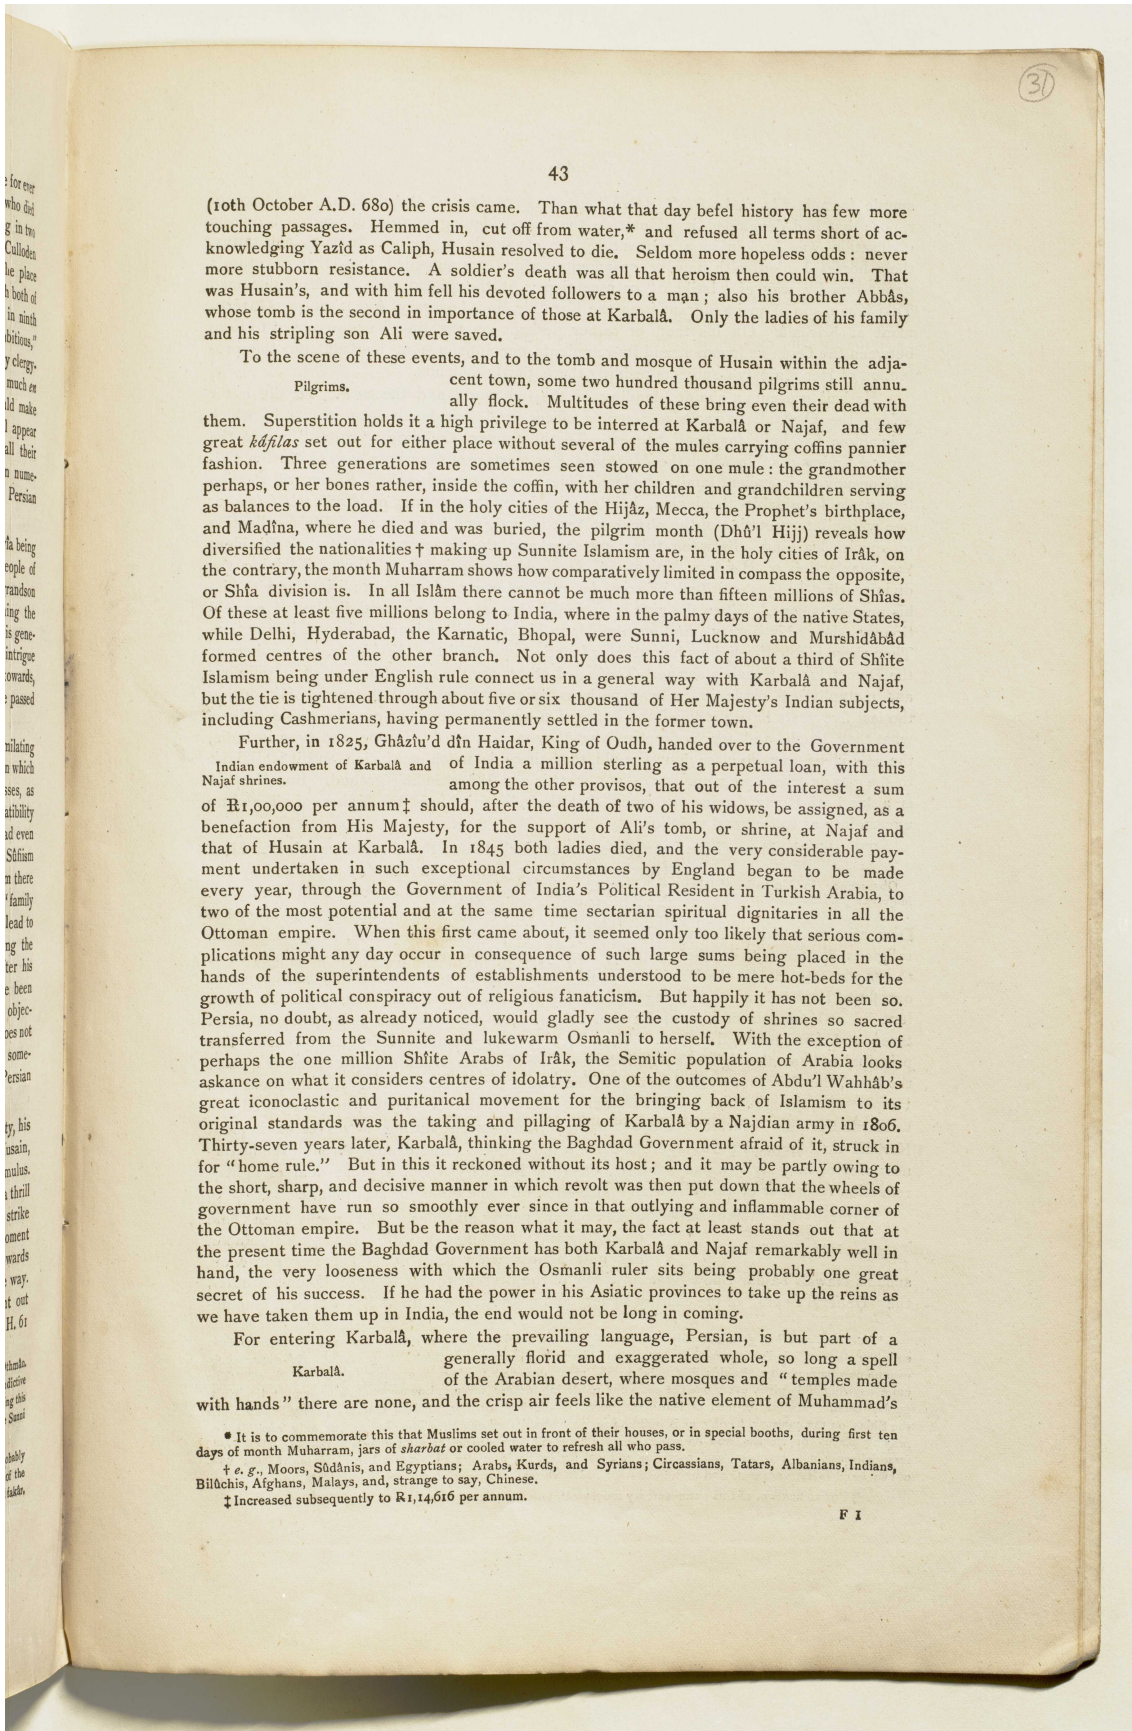 31
43
(10th October A.D. 680) the crisis came. Than what that day befel history has few more
touching passages. Hemmed in, cut off from water,* and refused all terms short of ac-
knowledging Yazîd as Caliph, Husain resolved to die. Seldom more hopeless odds : never
more stubborn resistance. A soldier's death was all that heroism then could win. That
was Husain's, and with him fell his devoted followers to a man ; also his brother Abbâs,
whose tomb is the second in importance of those at Karbalâ. Only the ladies of his family
and his stripling son Ali were saved.
To the scene of these events, and to the tomb and mosque of Husain within the adja-
Pilgrims.
cent town, some two hundred thousand pilgrims still annu-
ally flock. Multitudes of these bring even their dead with
them. Superstition holds it a high privilege to be interred at Karbalâ or Najaf, and few
great kâfilas set out for either place without several of the mules carrying coffins pannier
fashion. Three generations are sometimes seen stowed on one mule : the grandmother
perhaps, or her bones rather, inside the coffin, with her children and grandchildren serving
as balances to the load. If in the holy cities of the Hijâz, Mecca, the Prophet's birthplace,
and Madîna, where he died and was buried, the pilgrim month (Dhû'l Hijj) reveals how
diversified the nationalities † making up Sunnite Islamism are, in the holy cities of Irâk, on
the contrary, the month Muharram shows how comparatively limited in compass the opposite,
or Shîa division is. In all Islâm there cannot be much more than fifteen millions of Shîas.
Of these at least five millions belong to India, where in the palmy days of the native States,
while Delhi, Hyderabad, the Karnatic, Bhopal, were Sunni, Lucknow and Murshidâbâd
formed centres of the other branch. Not only does this fact of about a third of Shîite
Islamism being under English rule connect us in a general way with Karbalâ and Najaf,
but the tie is tightened through about five or six thousand of Her Majesty's Indian subjects,
including Cashmerians, having permanently settled in the former town.
Further, in 1825, Ghâzîu'd dîn Haidar, King of Oudh, handed over to the Government
Indian endowment of Karbalâ and
Najaf shrines.
of India a million sterling as a perpetual loan, with this
among the other provisos, that out of the interest a sum
of R1,00,000 per annum‡ should, after the death of two of his widows, be assigned, as a
benefaction from His Majesty, for the support of Ali's tomb, or shrine, at Najaf and
that of Husain at Karbalâ. In 1845 both ladies died, and the very considerable pay-
ment undertaken in such exceptional circumstances by England began to be made
every year, through the Government of India's Political Resident in Turkish Arabia, to
two of the most potential and at the same time sectarian spiritual dignitaries in all the
Ottoman empire. When this first came about, it seemed only too likely that serious com-
plications might any day occur in consequence of such large sums being placed in the
hands of the superintendents of establishments understood to be mere hot-beds for the
growth of political conspiracy out of religious fanaticism. But happily it has not been so.
Persia, no doubt, as already noticed, would gladly see the custody of shrines so sacred
transferred from the Sunnite and lukewarm Osmanli to herself. With the exception of
perhaps the one million Shîite Arabs of Irâk, the Semitic population of Arabia looks
askance on what it considers centres of idolatry. One of the outcomes of Abdu'l Wahhâb's
great iconoclastic and puritanical movement for the bringing back of Islamism to its
original standards was the taking and pillaging of Karbalâ by a Najdian army in 1806.
Thirty-seven years later, Karbalâ, thinking the Baghdad Government afraid of it, struck in
for "home rule." But in this it reckoned without its host ; and it may be partly owing to
the short, sharp, and decisive manner in which revolt was then put down that the wheels of
government have run so smoothly ever since in that outlying and inflammable corner of
the Ottoman empire. But be the reason what it may, the fact at least stands out that at
the present time the Baghdad Government has both Karbalâ and Najaf remarkably well in
hand, the very looseness with which the Osmanli ruler sits being probably one great
secret of his success. If he had the power in his Asiatic provinces to take up the reins as
we have taken them up in India, the end would not be long in coming.
For entering Karbalâ, where the prevailing language, Persian, is but part of a
Karbalâ.
generally florid and exaggerated whole, so long a spell
of the Arabian desert, where mosques and "temples made
with hands" there are none, and the crisp air feels like the native element of Muhammad's
* It is to commemorate this that Muslims set out in front of their houses, or in special booths, during first ten
days of month Muharram, jars of sharbat or cooled water to refresh all who pass.
† e. g., Moors, Sûdânis, and Egyptians ; Arabs, Kurds, and Syrians ; Circassians, Tatars, Albanians, Indians,
Bilûchis, Afghans, Malays, and, strange to say, Chinese.
‡ Increased subsequently to R1,14,616 per annum.
F 1